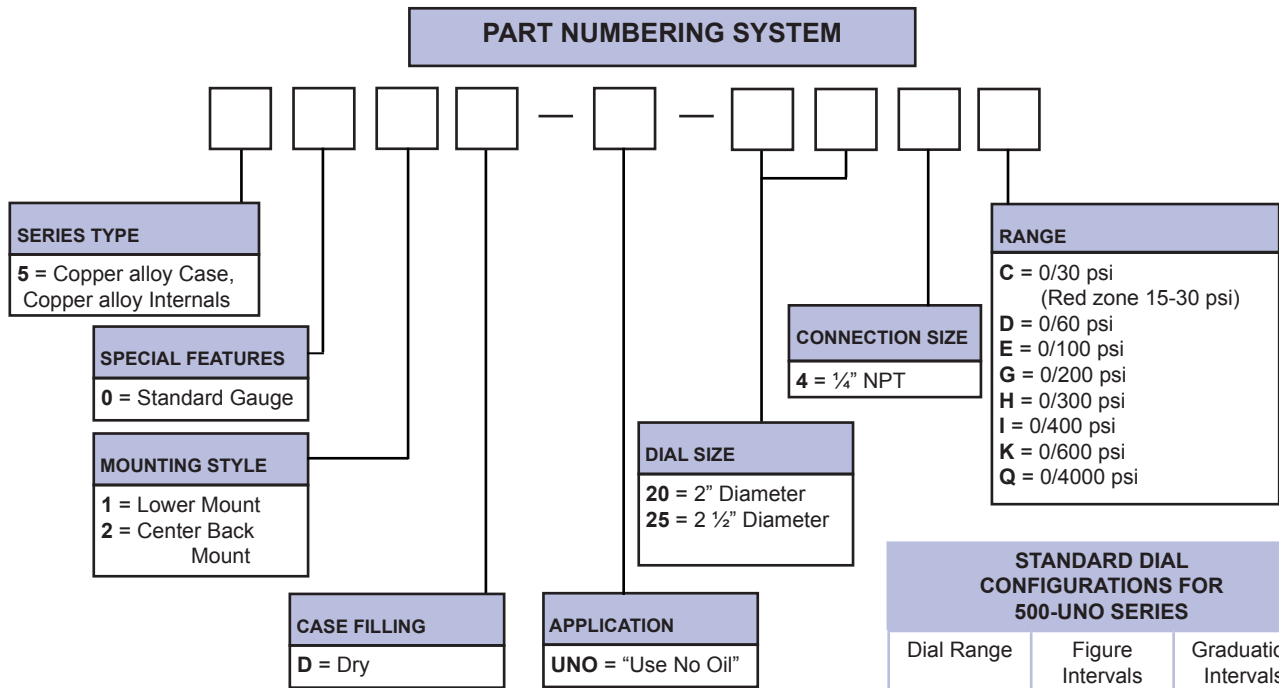 PART NUMBERING SYSTEM
— —
SERIES TYPE
5 = Copper alloy Case,
Copper alloy Internals
SPECIAL FEATURES
0 = Standard Gauge
MOUNTING STYLE
1 = Lower Mount
2 = Center Back
Mount
CASE FILLING
D = Dry
APPLICATION
UNO = “Use No Oil”
DIAL SIZE
20 = 2” Diameter
25 = 2 ½” Diameter
CONNECTION SIZE
4 = ¼” NPT
RANGE
C = 0/30 psi
(Red zone 15-30 psi)
D = 0/60 psi
E = 0/100 psi
G = 0/200 psi
H = 0/300 psi
I = 0/400 psi
K = 0/600 psi
Q = 0/4000 psi
STANDARD DIAL
CONFIGURATIONS FOR
500-UNO SERIES
Dial Range
Figure
Intervals
Graduatio
Intervals